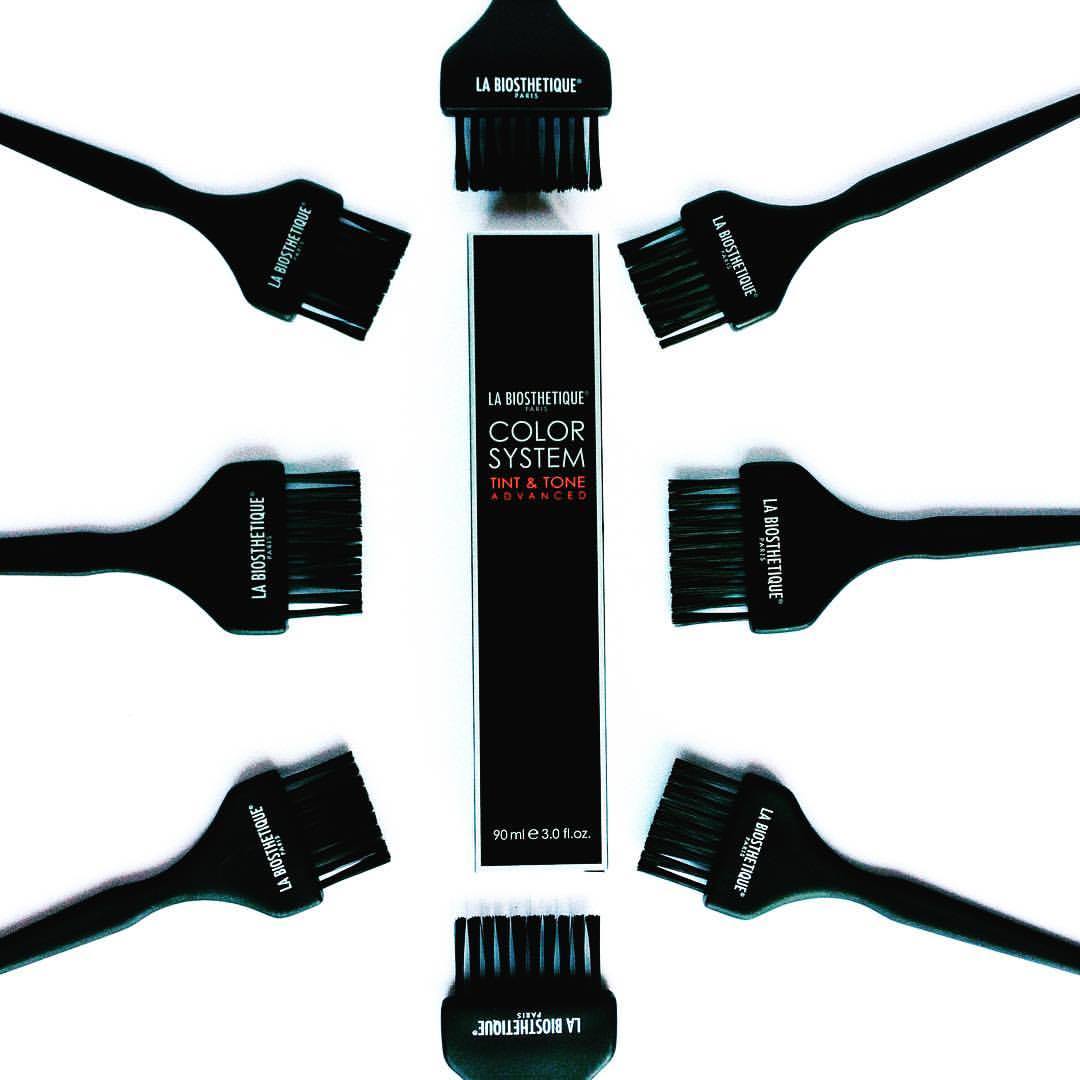 LA BIOSTHETIQUE®
PARIS
LA BIOSTHETIQUE®
PARIS
LA BIOSTHETIQUE®
PARIS
LA BIOSTHETIQUE®
PARIS
COLOR
SYSTEM
TINT & TONE
ADVANCED
LA BIOSTHETIQUE®
PARIS
LA BIOSTHETIQUE®
PARIS
LA BIOSTHETIQUE®
PARIS
LA BIOSTHETIQUE®
PARIS
90 ml e 3.0 fl.oz.
LA BIOSTHETIQUE®
PARIS